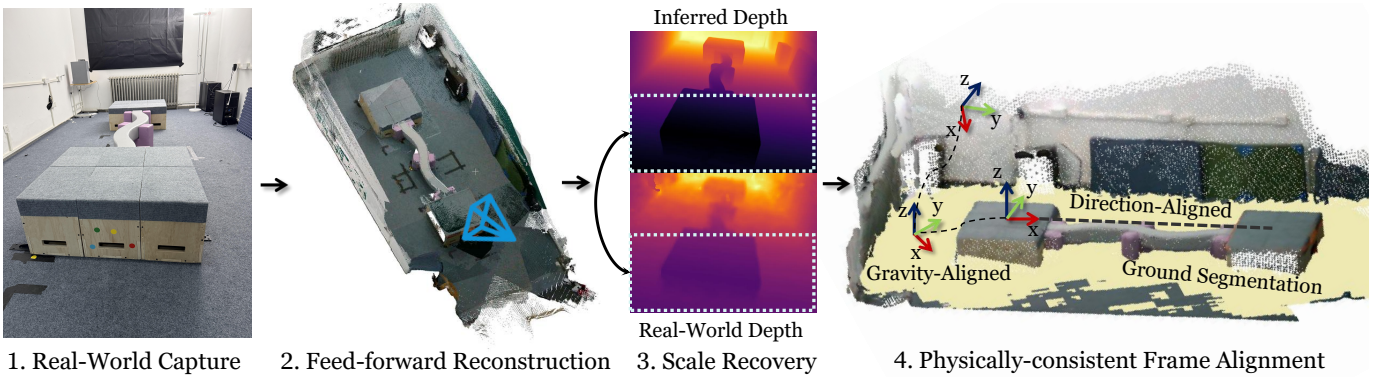 Inferred Depth
Real-World Depth
z
y
x
z
y
x
z
y
x
Direction-Aligned
Gravity-Aligned
Ground Segmentation
1. Real-World Capture
2. Feed-forward Reconstruction
3. Scale Recovery
4. Physically-consistent Frame Alignment